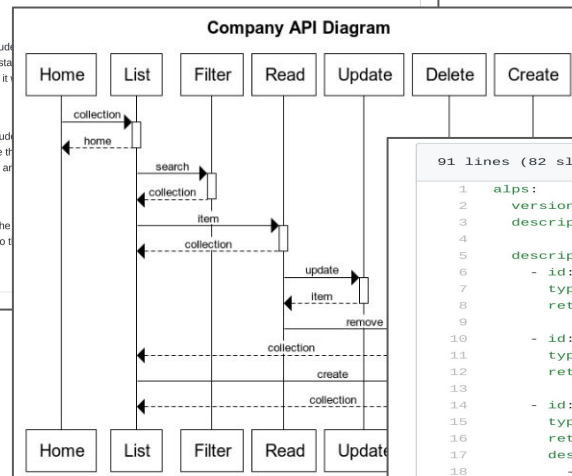 Company API Diagram
Home List Filter Read Update Delete Create
collection
home
search
collection
item
collection
update
item
remove
collection
create
collection
Home List Filter Read Update
91 lines (82 sl
1 alps:
2 version
3 descrip
4
5 descrip
6 - id:
7 typ
8 ret
9
10 - id:
11 typ
12 ret
13
14 - id:
15 typ
16 ret
17 des
18 -